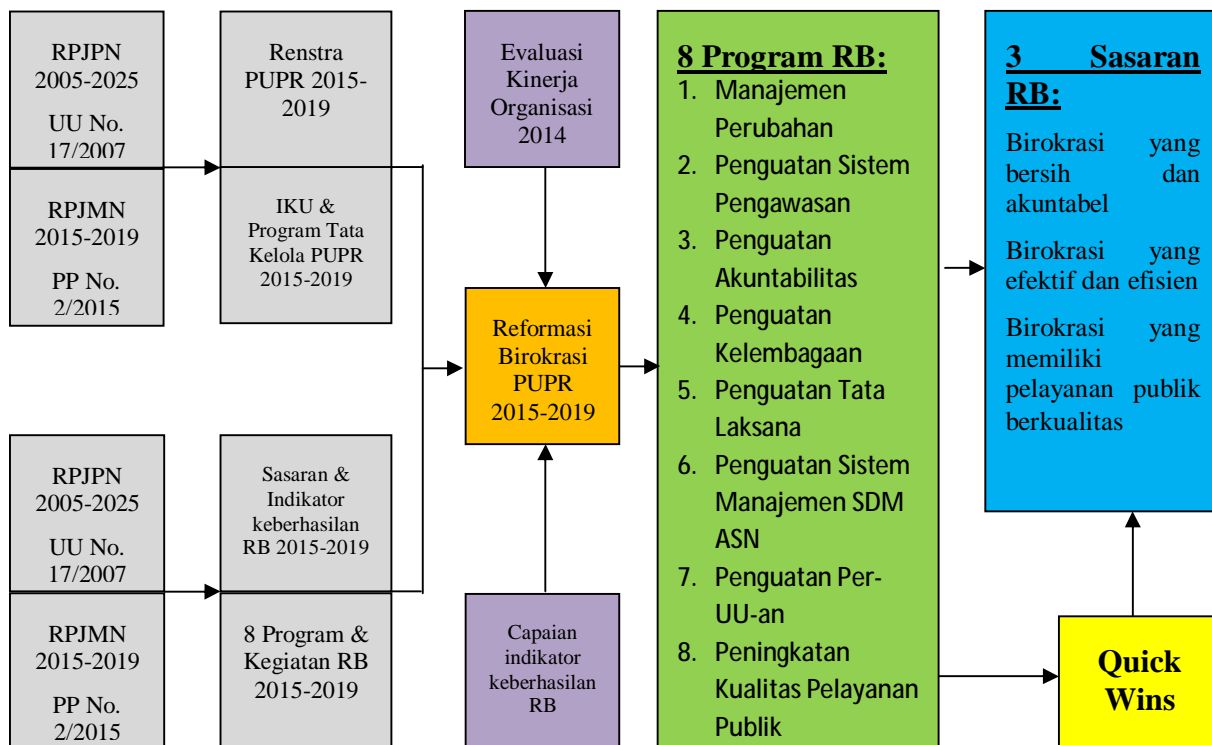 RPJPN
2005-2025
UU No.
17/2007
RPJMN
2015-2019
PP No.
2/2015
Renstra
PUPR 2015-
2019
IKU &
Program Tata
Kelola PUPR
2015-2019
RPJPN
2005-2025
UU No.
17/2007
RPJMN
2015-2019
PP No.
2/2015
Sasaran &
Indikator
keberhasilan
RB 2015-2019
8 Program &
Kegiatan RB
2015-2019
Evaluasi
Kinerja
Organisasi
2014
Reformasi
Birokrasi
PUPR
2015-2019
Capaian
indikator
keberhasilan
RB
8 Program RB:
1. Manajemen
Perubahan
2. Penguatan Sistem
Pengawasan
3. Penguatan
Akuntabilitas
4. Penguatan
Kelembagaan
5. Penguatan Tata
Laksana
6. Penguatan Sistem
Manajemen SDM
ASN
7. Penguatan Per-
UU-an
8. Peningkatan
Kualitas Pelayanan
Publik
3 Sasaran
RB:
Birokrasi yang
bersih dan
akuntabel
Birokrasi yang
efektif dan efisien
Birokrasi yang
memiliki
pelayanan publik
berkualitas
Quick
Wins